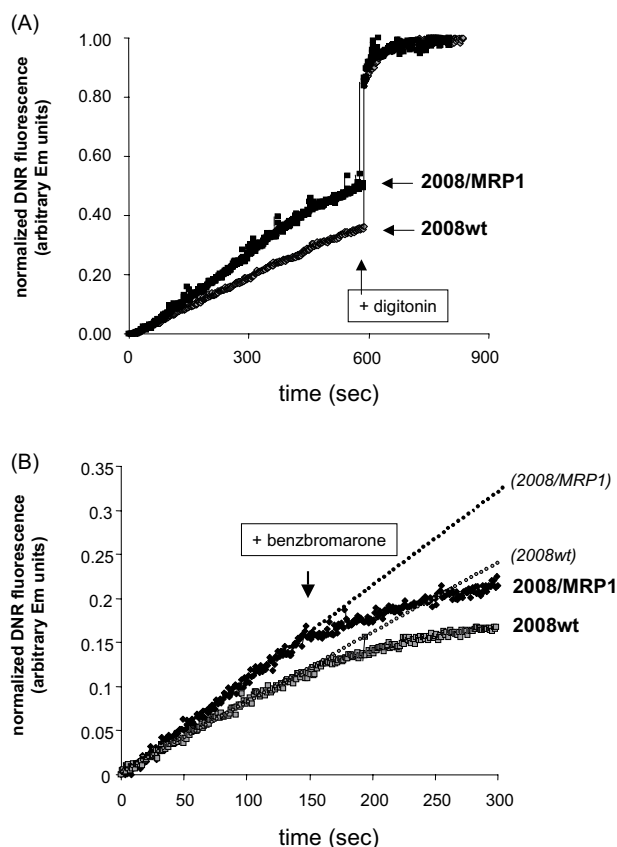 (A)
normalized DNR fluorescence
(arbitrary Em units)
1.00
0.80
0.60
0.40
0.20
0.00
2008/MRP1
2008wt
+ digitonin
0
300
600
900
time (sec)
(B)
normalized DNR fluorescence
(arbitrary Em units)
0.35
0.3
0.25
0.2
0.15
0.1
0.05
0
+ benzbromarone
(2008/MRP1)
(2008wt)
2008/MRP1
2008wt
0
50
100
150
200
250
300
time (sec)